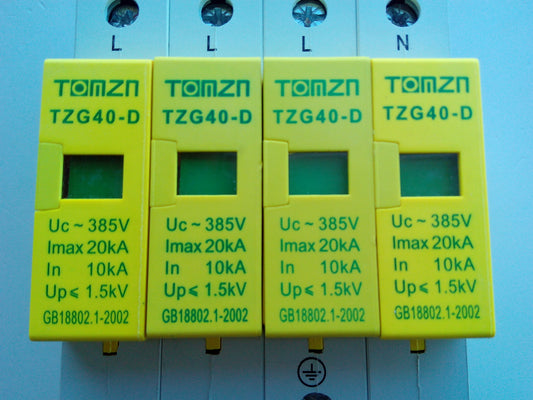 L L L N
TOMZN TOMZN TOMZN TOMZN
TZG40-D TZG40-D TZG40-D TZG40-D
Uc ~ 385V Uc ~ 385V Uc ~ 385V Uc ~ 385V
Imax 20kA Imax 20kA Imax 20kA Imax 20kA
In 10kA In 10kA In 10kA In 10kA
Up ⩽ 1.5kV Up ⩽ 1.5kV Up ⩽ 1.5kV Up ⩽ 1.5kV
GB18802.1-2002 GB18802.1-2002 GB18802.1-2002 GB18802.1-2002